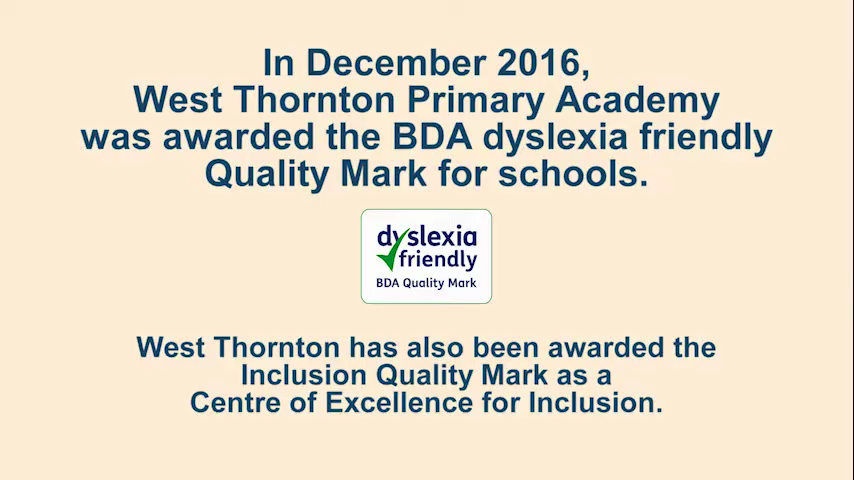 In December 2016,
West Thornton Primary Academy
was awarded the BDA dyslexia friendly
Quality Mark for schools.
dyslexia
friendly
BDA Quality Mark
West Thornton has also been awarded the
Inclusion Quality Mark as a
Centre of Excellence for Inclusion.